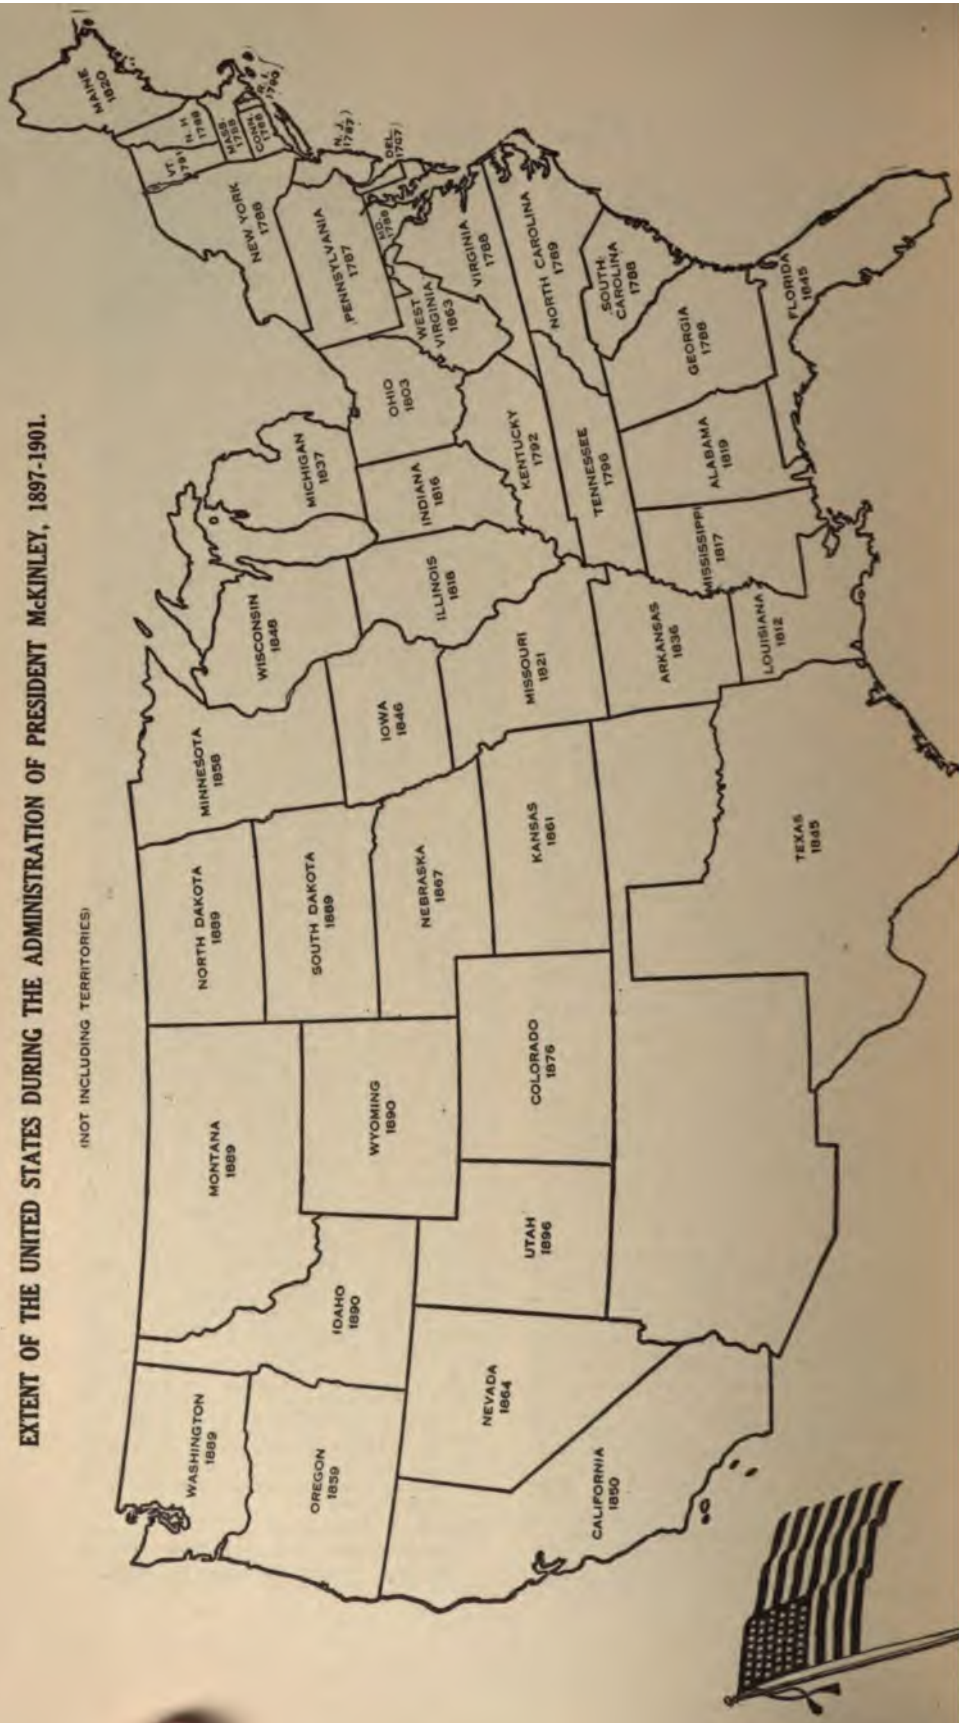 EXTENT OF THE UNITED STATES DURING THE ADMINISTRATION OF PRESIDENT McKINLEY, 1897-1901.
(NOT INCLUDING TERRITORIES)
WASHINGTON
1889
OREGON
1859
CALIFORNIA
1850
NEVADA
1864
IDAHO
1890
MONTANA
1889
WYOMING
1890
UTAH
1896
COLORADO
1876
NORTH DAKOTA
1889
SOUTH DAKOTA
1889
NEBRASKA
1867
KANSAS
1861
TEXAS
1845
MINNESOTA
1858
IOWA
1846
MISSOURI
1821
ARKANSAS
1836
LOUISIANA
1812
WISCONSIN
1848
ILLINOIS
1818
MICHIGAN
1837
INDIANA
1816
OHIO
1803
KENTUCKY
1792
TENNESSEE
1796
MISSISSIPPI
1817
ALABAMA
1819
GEORGIA
1788
FLORIDA
1845
SOUTH
CAROLINA
1788
NORTH CAROLINA
1789
VIRGINIA
1788
WEST
VIRGINIA
1863
PENNSYLVANIA
1787
NEW YORK
1788
MD.
1788
DEL.
1787
N. J.
1787
CONN.
1788
R. I.
1790
MASS.
1788
VT.
1791
N. H
1788
MAINE
1820